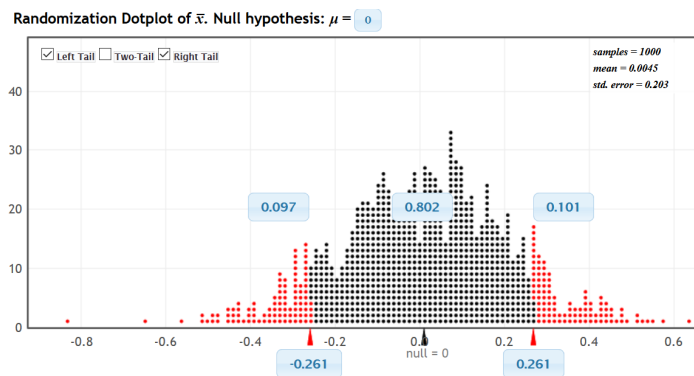 Randomization Dotplot of x̄. Null hypothesis: μ = 0
Left Tail Two-Tail Right Tail
samples = 1000
mean = 0.0045
std. error = 0.203
40
30
20
10
0
0.097 0.802 0.101
-0.8 -0.6 -0.4 -0.2 0.0 0.2 0.4 0.6
null = 0
-0.261 0.261